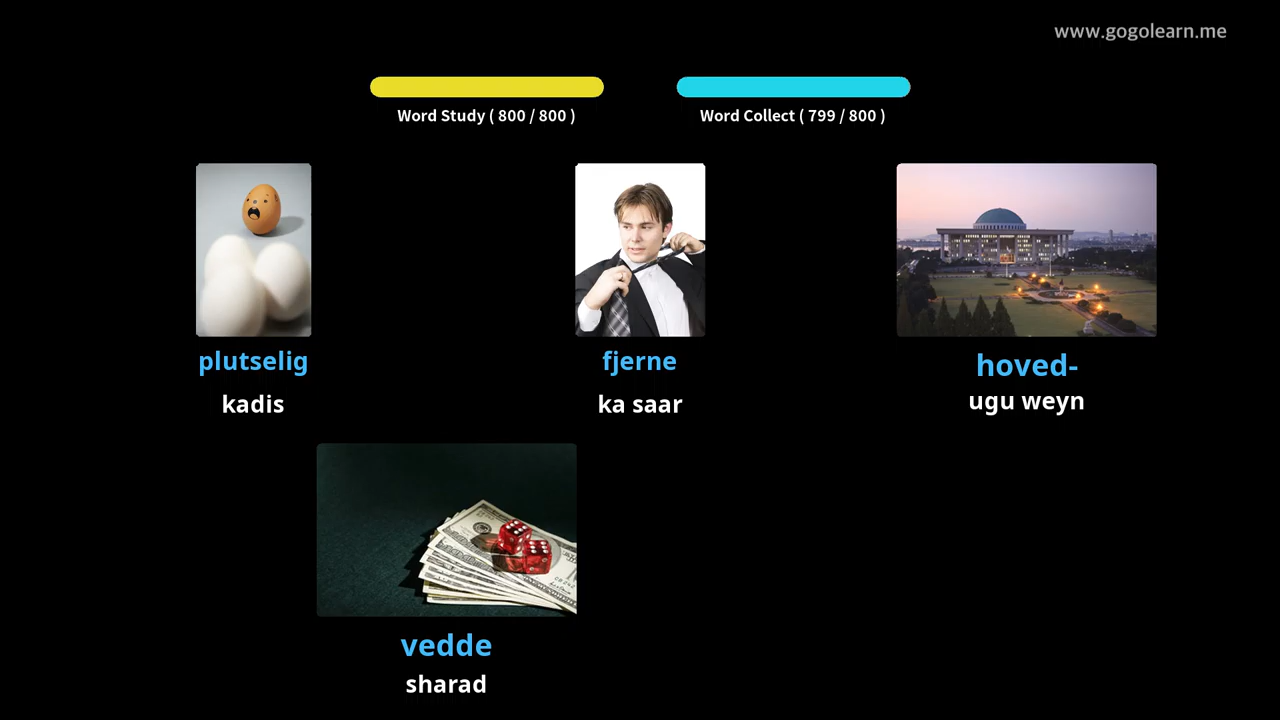 www.gogolearn.me
Word Study ( 800 / 800 )
Word Collect ( 799 / 800 )
plutselig
kadis
fjerne
ka saar
hoved-
ugu weyn
vedde
sharad